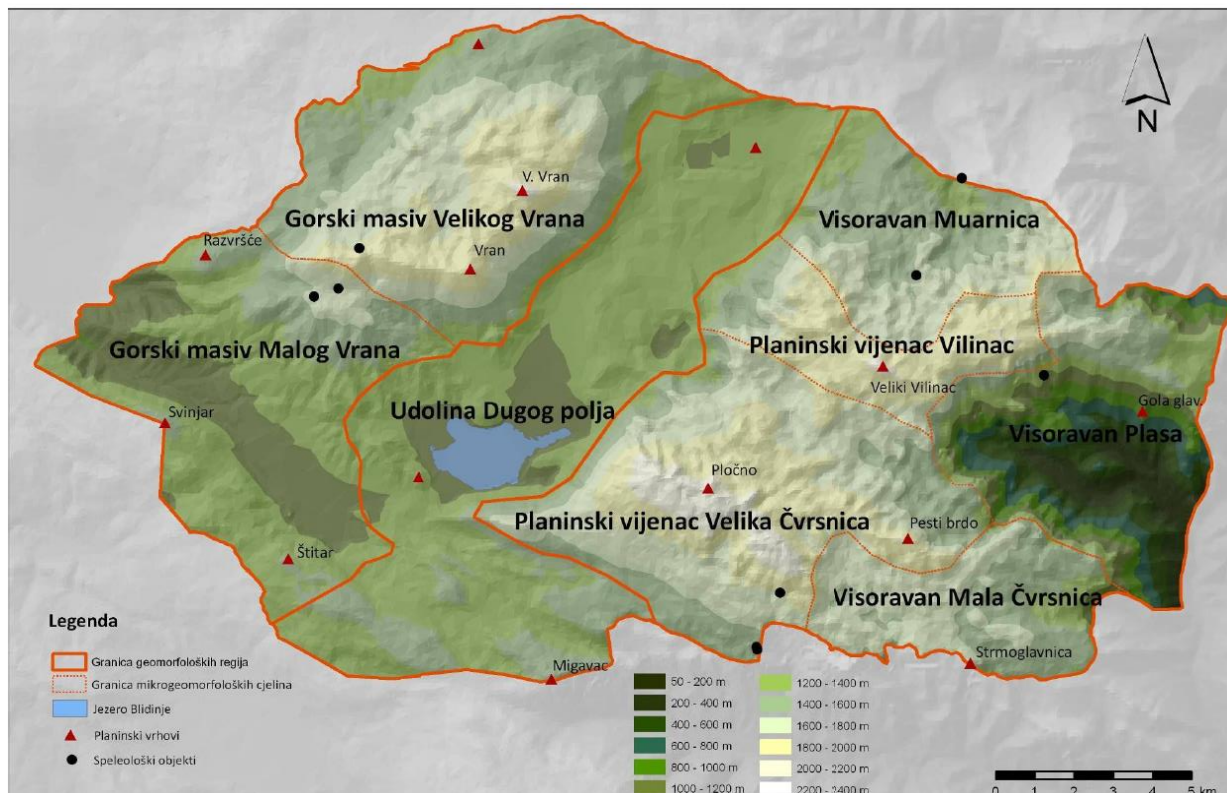 N
V. Vran
Gorski masiv Velikog Vrana
Visoravan Muarnica
Razvršće
Vran
Gorski masiv Malog Vrana
Planinski vijenac Vilinac
Veliki Vilinac
Gola glav.
Svinjar
Udolina Dugog polja
Visoravan Plasa
Pločno
Planinski vijenac Velika Čvrsnica
Pesti brdo
Štitar
Visoravan Mala Čvrsnica
Migavac
Strmoglavnica
Legenda
Granica geomorfoloških regija
Granica mikrogeomorfoloških cjelina
Jezero Blidinje
Planinski vrhovi
Speleološki objekti
50 - 200 m
200 - 400 m
400 - 600 m
600 - 800 m
800 - 1000 m
1000 - 1200 m
1200 - 1400 m
1400 - 1600 m
1600 - 1800 m
1800 - 2000 m
2000 - 2200 m
2200 - 2400 m
0 1 2 3 4 5 km